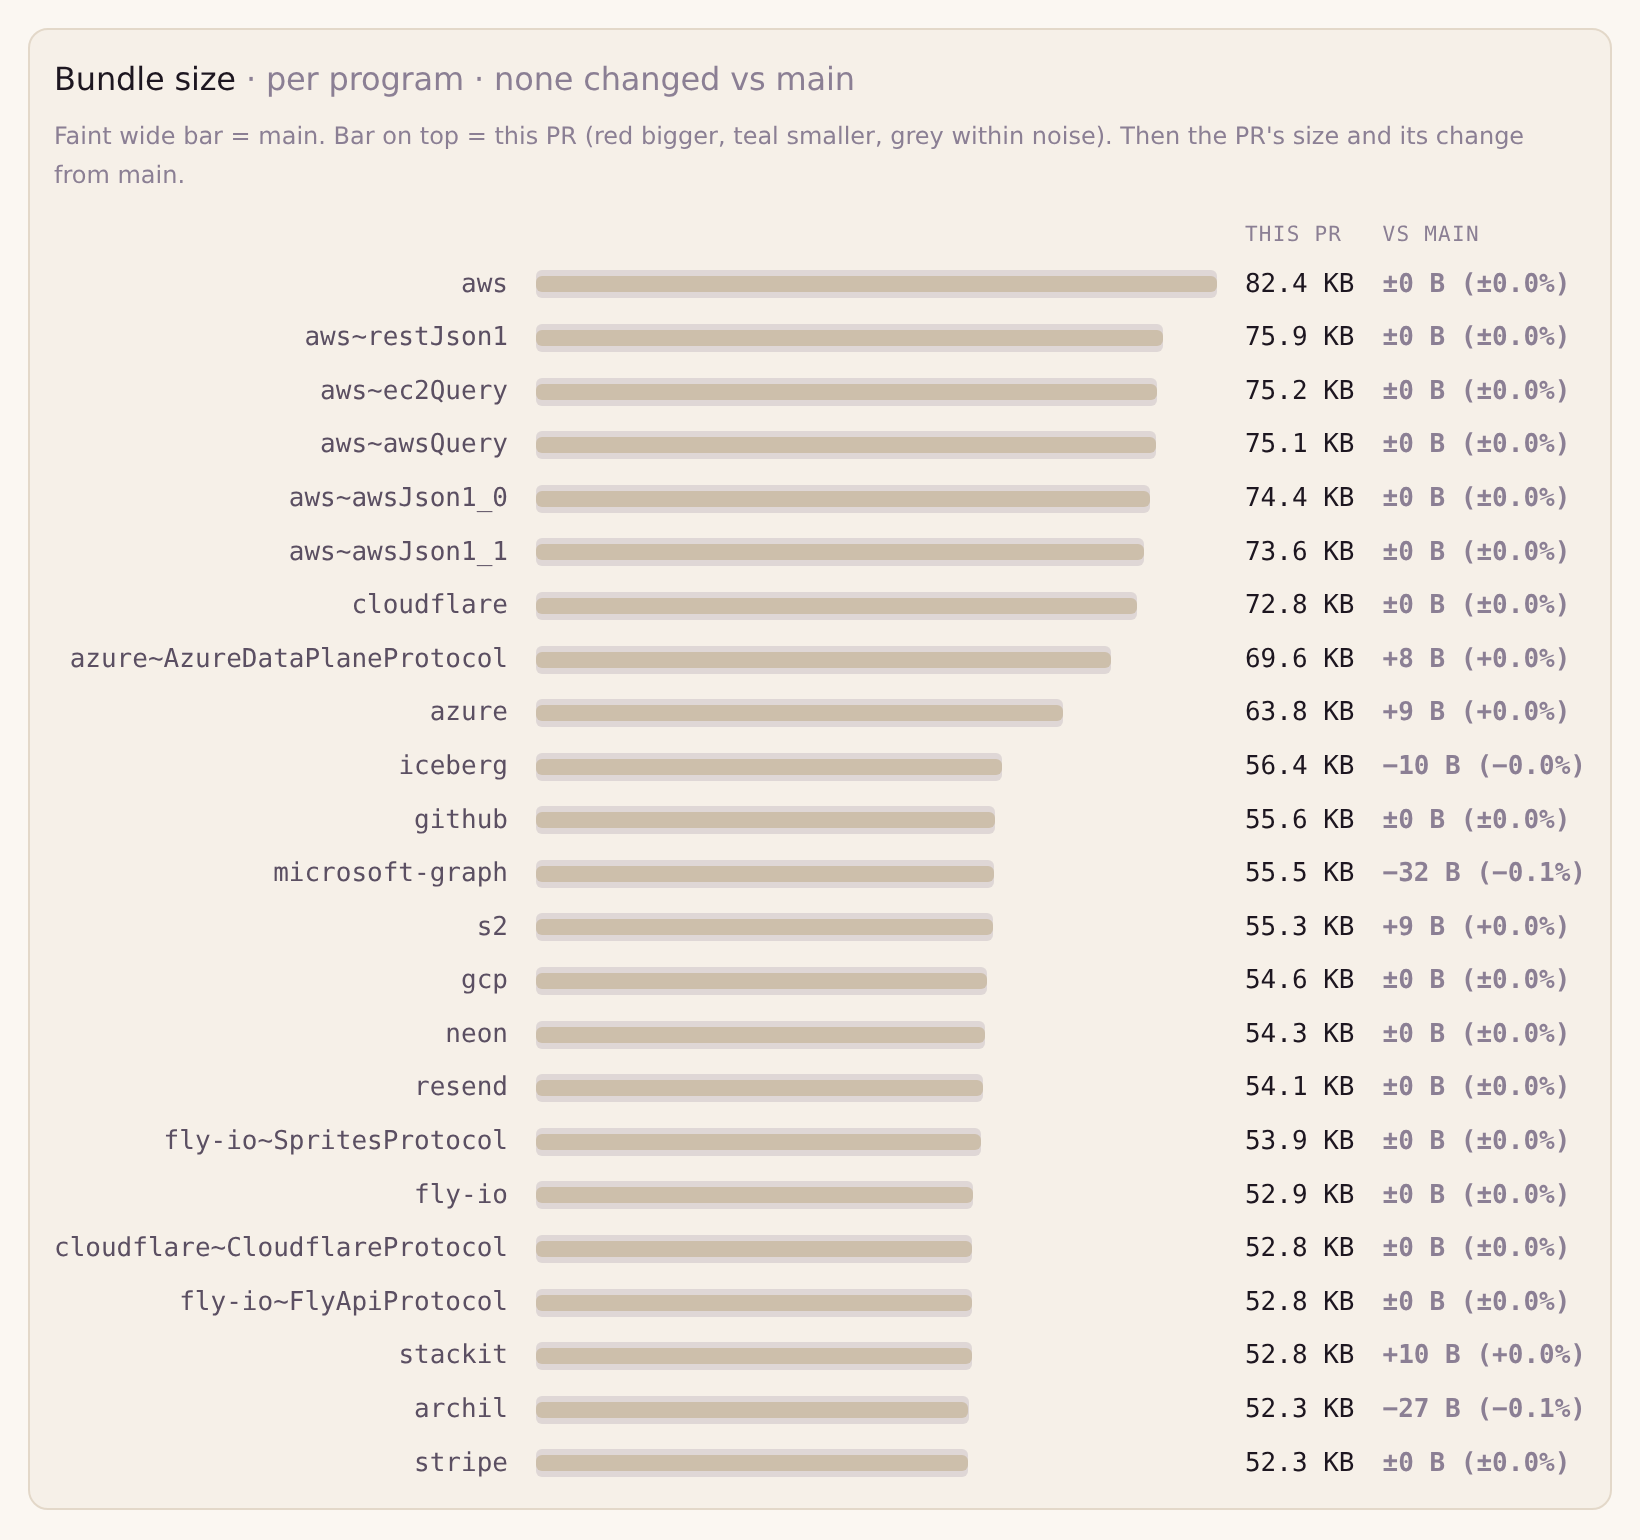 Bundle size · per program · none changed vs main
Faint wide bar = main. Bar on top = this PR (red bigger, teal smaller, grey within noise). Then the PR's size and its change
from main.
THIS PR VS MAIN
aws 82.4 KB ±0 B (±0.0%)
aws~restJson1 75.9 KB ±0 B (±0.0%)
aws~ec2Query 75.2 KB ±0 B (±0.0%)
aws~awsQuery 75.1 KB ±0 B (±0.0%)
aws~awsJson1_0 74.4 KB ±0 B (±0.0%)
aws~awsJson1_1 73.6 KB ±0 B (±0.0%)
cloudflare 72.8 KB ±0 B (±0.0%)
azure~AzureDataPlaneProtocol 69.6 KB +8 B (+0.0%)
azure 63.8 KB +9 B (+0.0%)
iceberg 56.4 KB −10 B (−0.0%)
github 55.6 KB ±0 B (±0.0%)
microsoft-graph 55.5 KB −32 B (−0.1%)
s2 55.3 KB +9 B (+0.0%)
gcp 54.6 KB ±0 B (±0.0%)
neon 54.3 KB ±0 B (±0.0%)
resend 54.1 KB ±0 B (±0.0%)
fly-io~SpritesProtocol 53.9 KB ±0 B (±0.0%)
fly-io 52.9 KB ±0 B (±0.0%)
cloudflare~CloudflareProtocol 52.8 KB ±0 B (±0.0%)
fly-io~FlyApiProtocol 52.8 KB ±0 B (±0.0%)
stackit 52.8 KB +10 B (+0.0%)
archil 52.3 KB −27 B (−0.1%)
stripe 52.3 KB ±0 B (±0.0%)